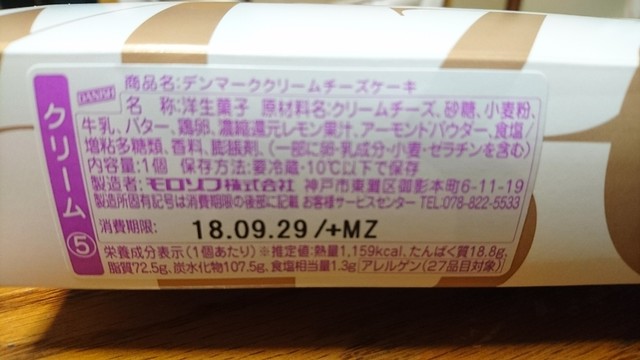 商品名:デンマーククリームチーズケーキ
DANISH
クリーム
⑤
名 称:洋生菓子 原材料名:クリームチーズ、砂糖、小麦粉、
牛乳、バター、鶏卵、濃縮還元レモン果汁、アーモンドパウダー、食塩/
増粘多糖類、香料、膨脹剤、(一部に卵・乳成分・小麦・ゼラチンを含む)
内容量:1個 保存方法:要冷蔵・10℃以下で保存
製造者:モロゾフ株式会社 神戸市東灘区御影本町6-11-19
製造所固有記号は消費期限の後部に記載 お客様サービスセンター TEL:078-822-5533
消費期限: 18.09.29/+MZ
栄養成分表示(1個あたり)※推定値:熱量1,159kcal、たんぱく質18.8g、
脂質72.5g、炭水化物107.5g、食塩相当量1.3g アレルゲン(27品目対象)